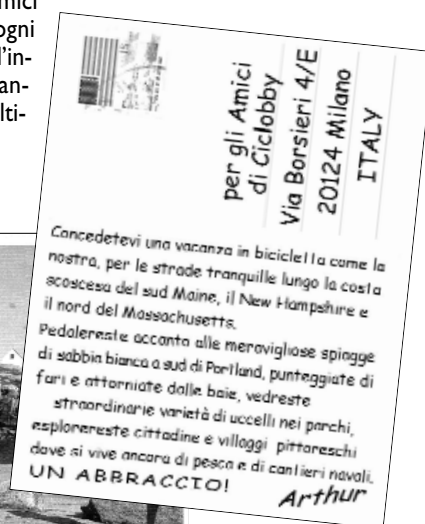 mici
ogni
l'in-
an-
lti-
per gli Amici
di Ciclobby
Via Borsieri 4/E
20124 Milano
ITALY
Concedetevi una vacanza in bicicletta come la
nostra, per le strade tranquille lungo la costa
scoscesa del sud Maine, il New Hampshire e
il nord del Massachusetts.
Pedalereste accanto alle meravigliose spiagge
di sabbia bianca a sud di Portland, punteggiate di
fari e attorniate dalle baie, vedreste
straordinarie varietà di uccelli nei parchi,
esplorereste cittadine e villaggi pittoreschi
dove si vive ancora di pesca e di cantieri navali.
UN ABBRACCIO!
Arthur